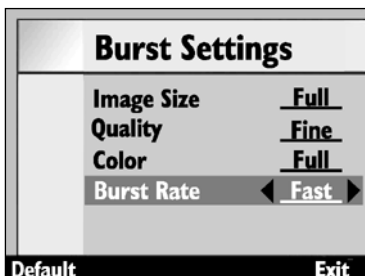 Burst Settings
Image Size Full
Quality Fine
Color Full
Burst Rate Fast
Default Exit